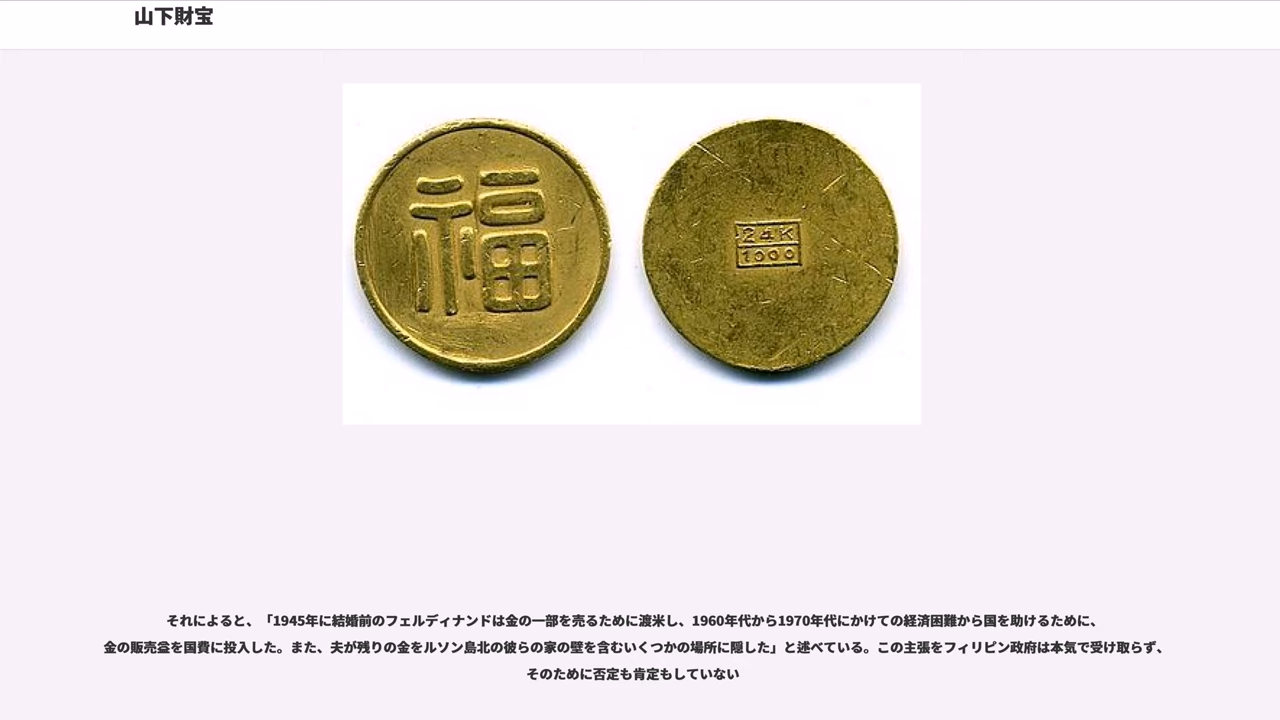 山下財宝
福
24K
1000
それによると、「1945年に結婚前のフェルディナンドは金の一部を売るために渡米し、1960年代から1970年代にかけての経済困難から国を助けるために、
金の販売益を国費に投入した。また、夫が残りの金をルソン島北の彼らの家の壁を含むいくつかの場所に隠した」と述べている。この主張をフィリピン政府は本気で受け取らず、
そのために否定も肯定もしていない